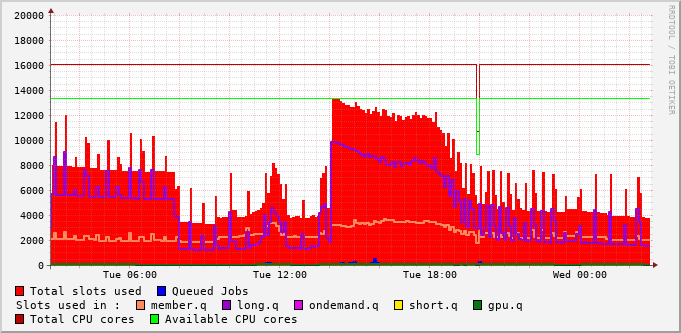 20000
18000
16000
14000
12000
10000
8000
6000
4000
2000
0
Tue 06:00 Tue 12:00 Tue 18:00 Wed 00:00
RRDTOOL / TOBI OETIKER
Total slots used Queued Jobs
Slots used in : member.q long.q ondemand.q short.q gpu.q
Total CPU cores Available CPU cores